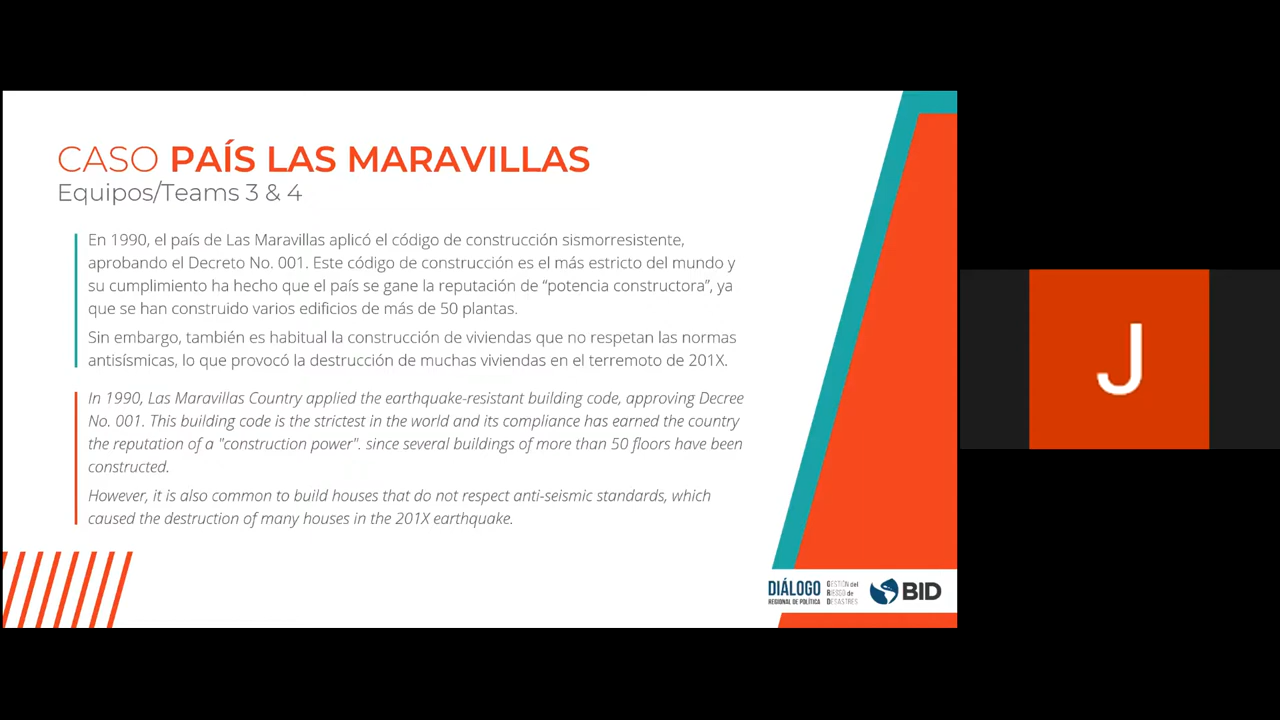 CASO PAÍS LAS MARAVILLAS
Equipos/Teams 3 & 4
En 1990, el país de Las Maravillas aplicó el código de construcción sismorresistente,
aprobando el Decreto No. 001. Este código de construcción es el más estricto del mundo y
su cumplimiento ha hecho que el país se gane la reputación de “potencia constructora”, ya
que se han construido varios edificios de más de 50 plantas.
Sin embargo, también es habitual la construcción de viviendas que no respetan las normas
antisísmicas, lo que provocó la destrucción de muchas viviendas en el terremoto de 201X.
In 1990, Las Maravillas Country applied the earthquake-resistant building code, approving Decree
No. 001. This building code is the strictest in the world and its compliance has earned the country
the reputation of a "construction power". since several buildings of more than 50 floors have been
constructed.
However, it is also common to build houses that do not respect anti-seismic standards, which
caused the destruction of many houses in the 201X earthquake.
DIÁLOGO
REGIONAL DE POLÍTICA
GESTIÓN del
RIESGO de
DESASTRES
BID
J